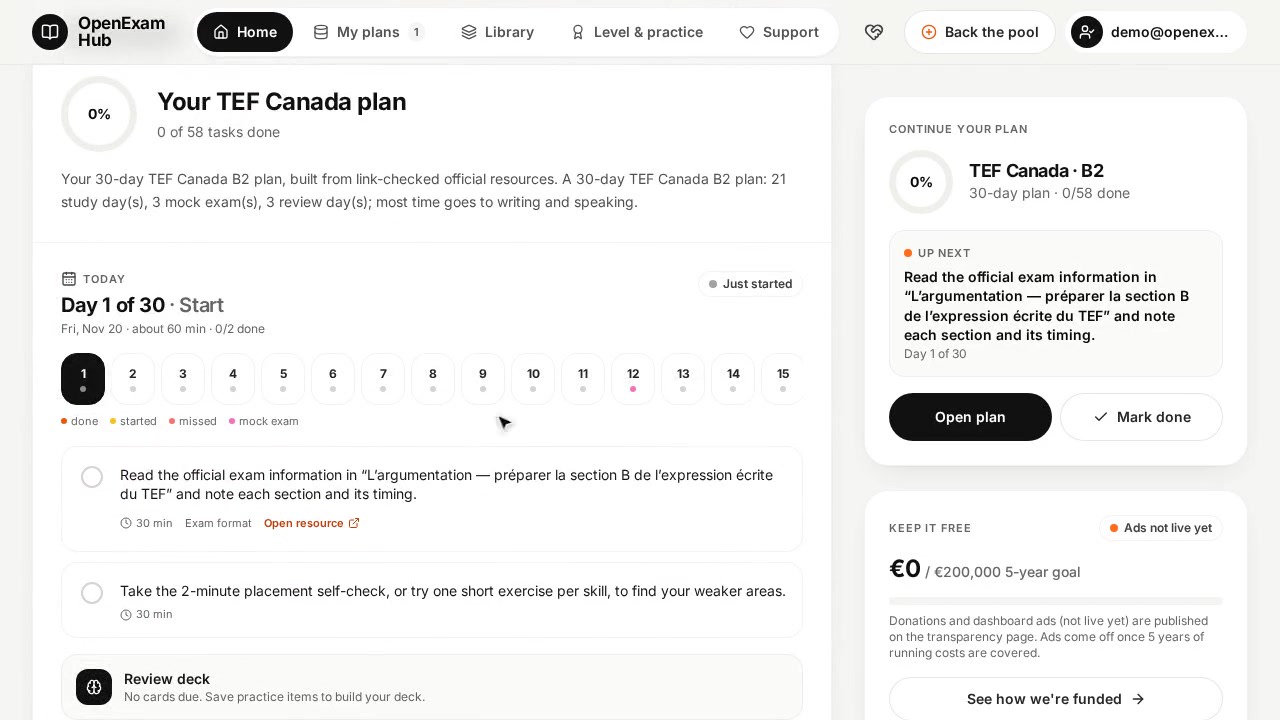 OpenExam
Hub
Home
My plans 1
Library
Level & practice
Support
Back the pool
demo@openex...
0%
Your TEF Canada plan
0 of 58 tasks done
Your 30-day TEF Canada B2 plan, built from link-checked official resources. A 30-day TEF Canada B2 plan: 21
study day(s), 3 mock exam(s), 3 review day(s); most time goes to writing and speaking.
TODAY
Day 1 of 30 · Start
Fri, Nov 20 · about 60 min · 0/2 done
Just started
1 2 3 4 5 6 7 8 9 10 11 12 13 14 15
done started missed mock exam
Read the official exam information in “L’argumentation — préparer la section B de l’expression écrite
du TEF” and note each section and its timing.
30 min Exam format Open resource
Take the 2-minute placement self-check, or try one short exercise per skill, to find your weaker areas.
30 min
Review deck
No cards due. Save practice items to build your deck.
CONTINUE YOUR PLAN
0%
TEF Canada · B2
30-day plan · 0/58 done
UP NEXT
Read the official exam information in
“L’argumentation — préparer la section B
de l’expression écrite du TEF” and note
each section and its timing.
Day 1 of 30
Open plan
Mark done
KEEP IT FREE
Ads not live yet
€0 / €200,000 5-year goal
Donations and dashboard ads (not live yet) are published
on the transparency page. Ads come off once 5 years of
running costs are covered.
See how we're funded